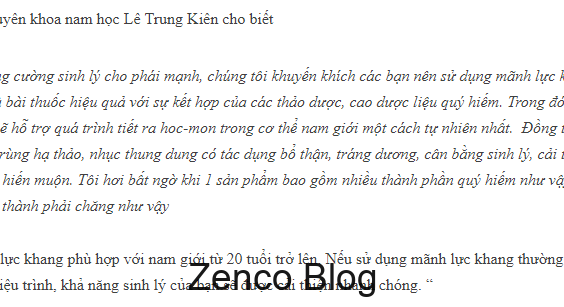 uyên khoa nam học Lê Trung Kiên cho biết
ng cường sinh lý cho phái mạnh, chúng tôi khuyến khích các bạn nên sử dụng mãnh lực k
bài thuốc hiệu quả với sự kết hợp của các thảo dược, cao dược liệu quý hiếm. Trong đó
ẽ hỗ trợ quá trình tiết ra hoc-mon trong cơ thể nam giới một cách tự nhiên nhất. Đồng t
rùng hạ thảo, nhục thung dung có tác dụng bổ thận, tráng dương, cân bằng sinh lý, cải t
hiếm muộn. Tôi hơi bất ngờ khi 1 sản phẩm bao gồm nhiều thành phần quý hiếm như vậ
thành phải chăng như vậy
lực khang phù hợp với nam giới từ 20 tuổi trở lên. Nếu sử dụng mãnh lực khang thường
iệu trình, khả năng sinh lý của bạn sẽ được cải thiện nhanh chóng. “
Zenco Blog